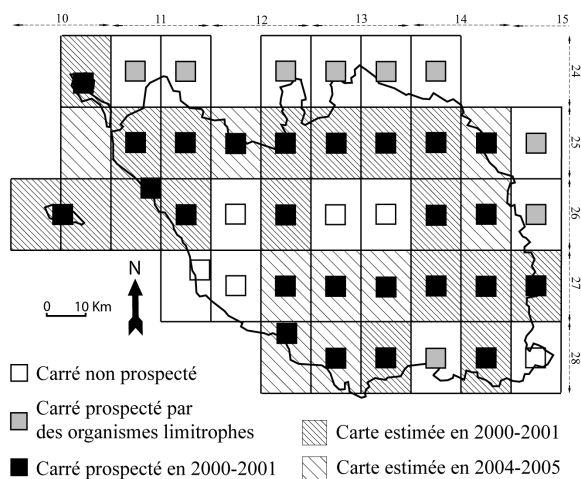 10 11 12 13 14 15
24
25
26
27
28
N
0 10 Km
Carré non prospecté
Carré prospecté par
des organismes limitrophes
Carré prospecté en 2000-2001
Carte estimée en 2000-2001
Carte estimée en 2004-2005